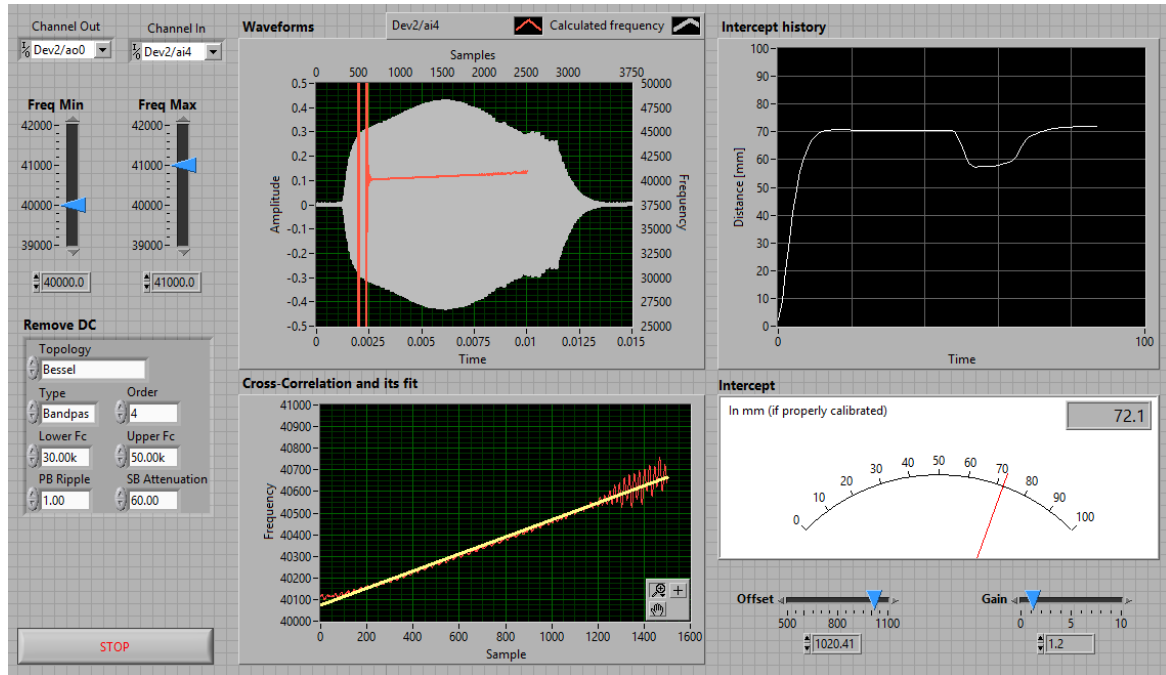 Channel Out
Channel In
Dev2/ao0
Dev2/ai4
Freq Min
Freq Max
42000
42000
41000
41000
40000
40000
39000
39000
40000.0
41000.0
Remove DC
Topology
Bessel
Type
Order
Bandpas
4
Lower Fc
Upper Fc
30.00k
50.00k
PB Ripple
SB Attenuation
1.00
60.00
STOP
Waveforms
Dev2/ai4
Calculated frequency
Samples
0 500 1000 1500 2000 2500 3000 3750
0.5
0.4
0.3
0.2
0.1
0
-0.1
-0.2
-0.3
-0.4
-0.5
Amplitude
50000
47500
45000
42500
40000
37500
35000
32500
30000
27500
25000
Frequency
0 0.0025 0.005 0.0075 0.01 0.0125 0.015
Time
Cross-Correlation and its fit
41000
40900
40800
40700
40600
40500
40400
40300
40200
40100
40000
Frequency
0 200 400 600 800 1000 1200 1400 1600
Sample
Intercept history
100
90
80
70
60
50
40
30
20
10
0
Distance [mm]
0 100
Time
Intercept
In mm (if properly calibrated)
72.1
0 10 20 30 40 50 60 70 80 90 100
Offset
500 800 1100
1020.41
Gain
0 5 10
1.2